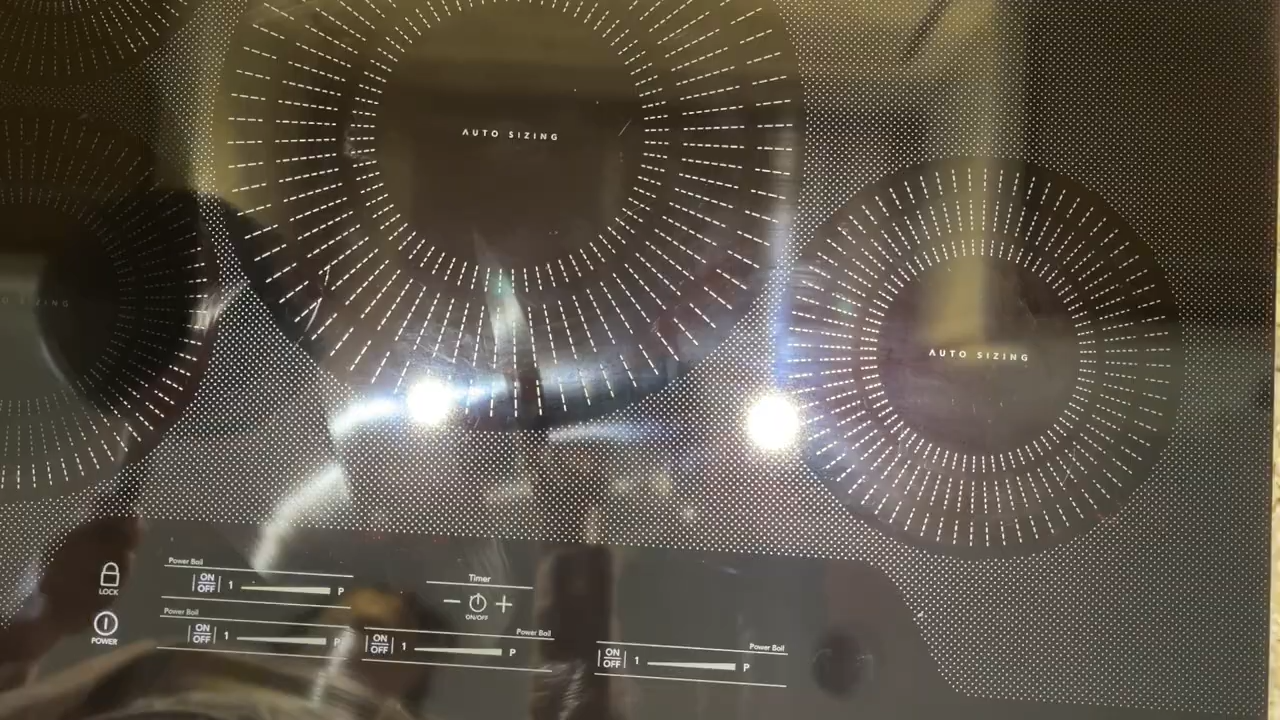 AUTO SIZING
AUTO SIZING
O SIZING
LOCK
POWER
Power Boil
ON
OFF
1
P
Power Boil
ON
OFF
1
P
Timer
ON/OFF
Power Boil
ON
OFF
1
P
Power Boil
ON
OFF
1
P